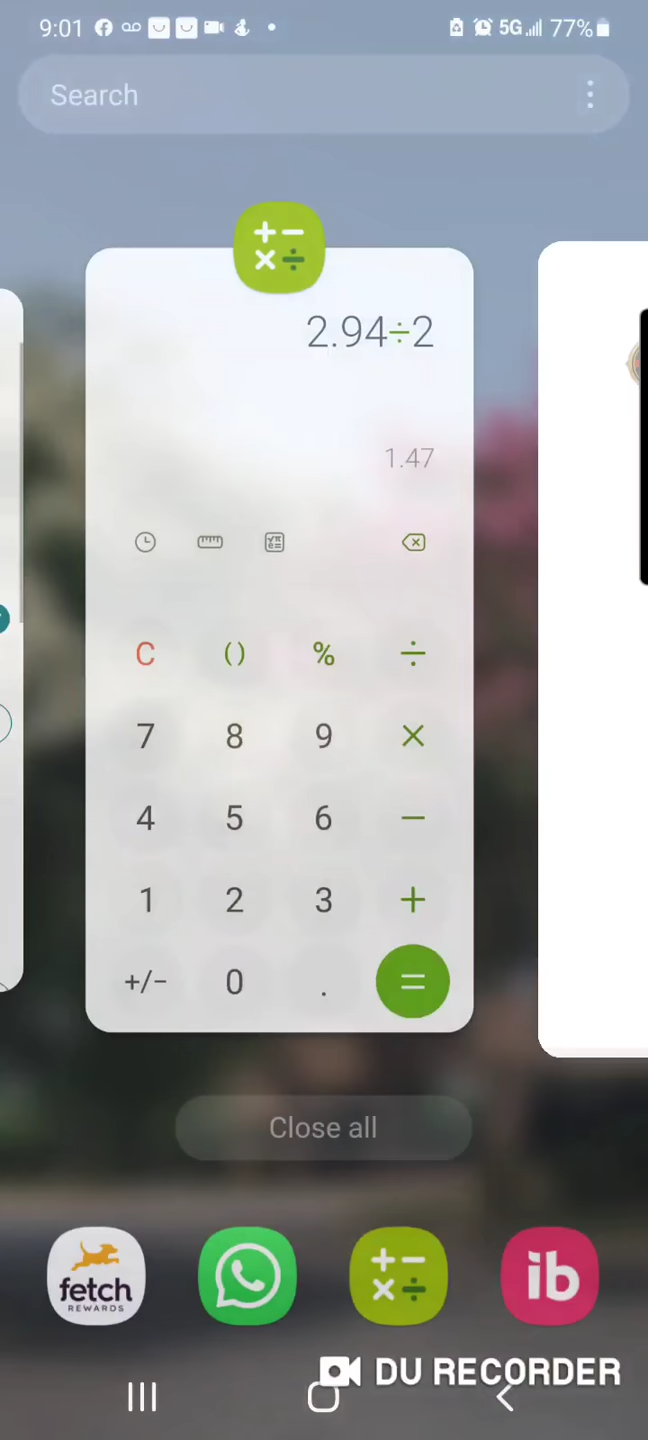 9:01 5G 77%
Search
2.94÷2
1.47
C () % ÷
7 8 9 ×
4 5 6 −
1 2 3 +
+/− 0 . =
Close all
fetch
REWARDS
ib
DU RECORDER